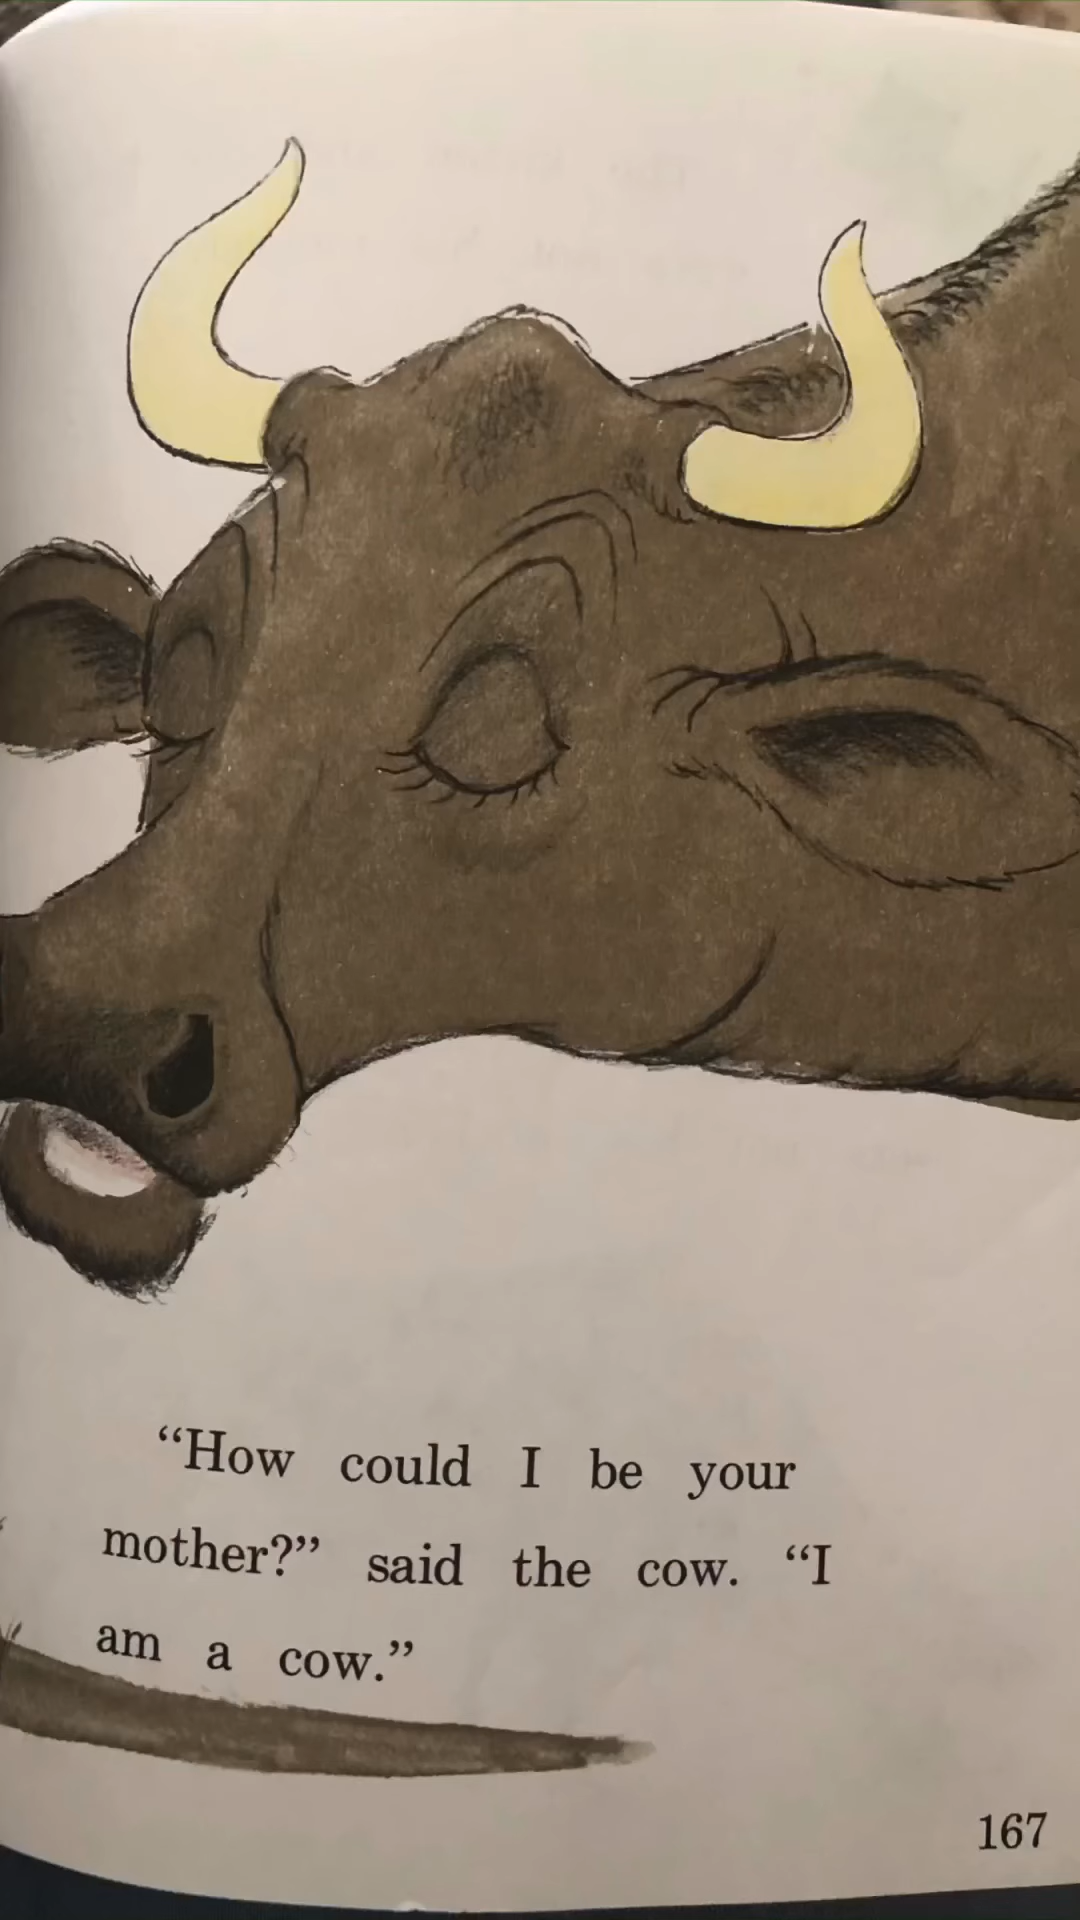 “How could I be your
mother?” said the cow. “I
am a cow.”
167